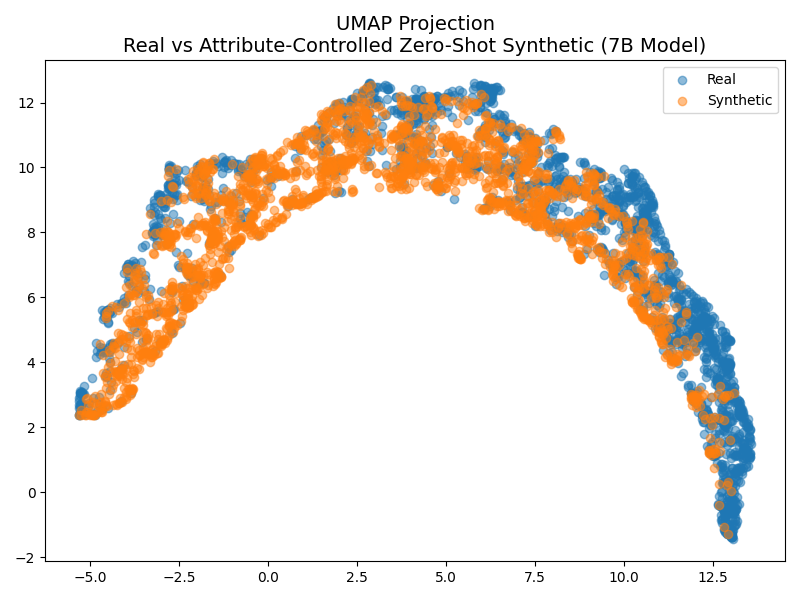 UMAP Projection
Real vs Attribute-Controlled Zero-Shot Synthetic (7B Model)
Real
Synthetic
12
10
8
6
4
2
0
−2
−5.0 −2.5 0.0 2.5 5.0 7.5 10.0 12.5